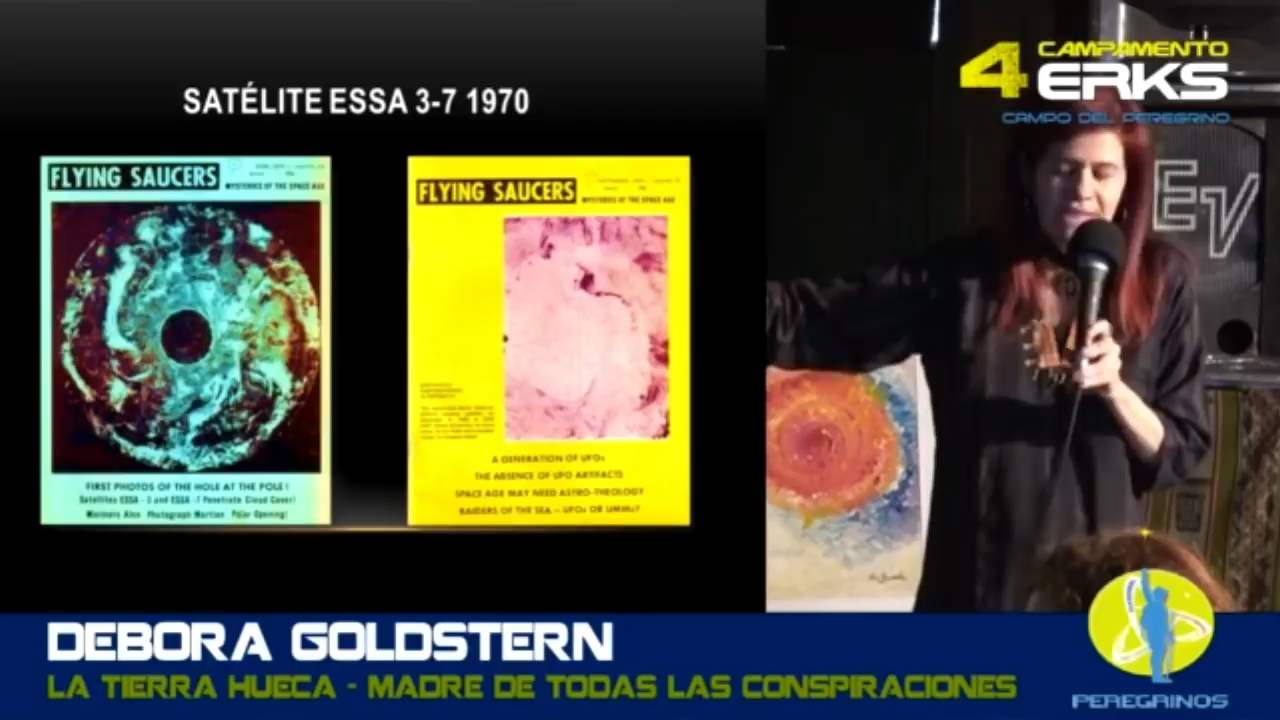 SATÉLITE ESSA 3-7 1970
FLYING SAUCERS
MYSTERIES OF THE SPACE AGE
FIRST PHOTOS OF THE HOLE AT THE POLE!
Satellites ESSA - 3 and ESSA - 7 Penetrate Cloud Cover!
Mariners Also Photograph Martian Polar Opening!
FLYING SAUCERS
MYSTERIES OF THE SPACE AGE
A GENERATION OF UFOs
THE ABSENCE OF UFO ARTIFACTS
SPACE AGE MAY NEED ASTRO-THEOLOGY
RAIDERS OF THE SEA — UFOs OR UMMs?
4 CAMPAMENTO
ERKS
CAMPO DEL PEREGRINO
EV
DEBORA GOLDSTERN
LA TIERRA HUECA - MADRE DE TODAS LAS CONSPIRACIONES
PEREGRINOS